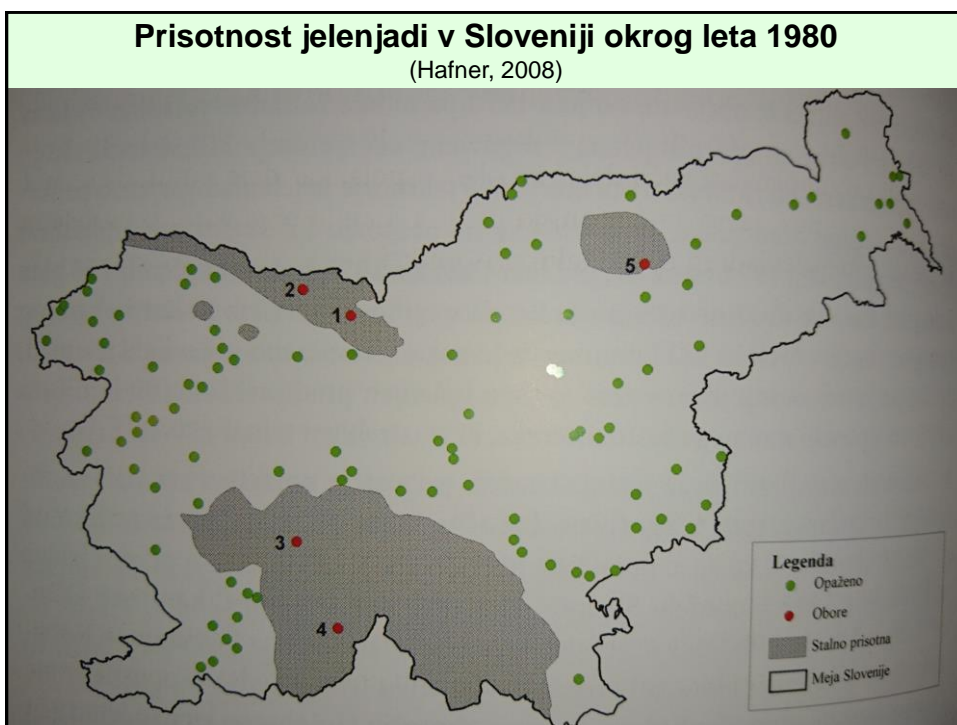 Prisotnost jelenjadi v Sloveniji okrog leta 1980
(Hafner, 2008)
5
2
1
3
4
Legenda
Opaženo
Obore
Stalno prisotna
Meja Slovenije